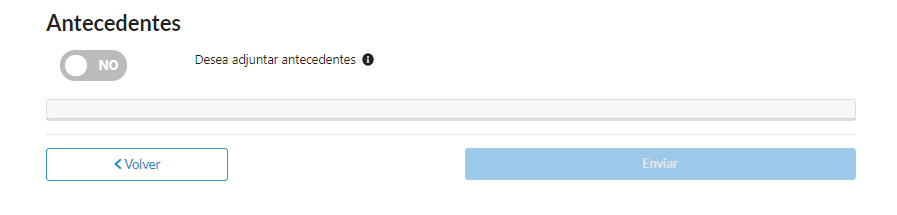 Antecedentes
NO
Desea adjuntar antecedentes
Volver
Enviar